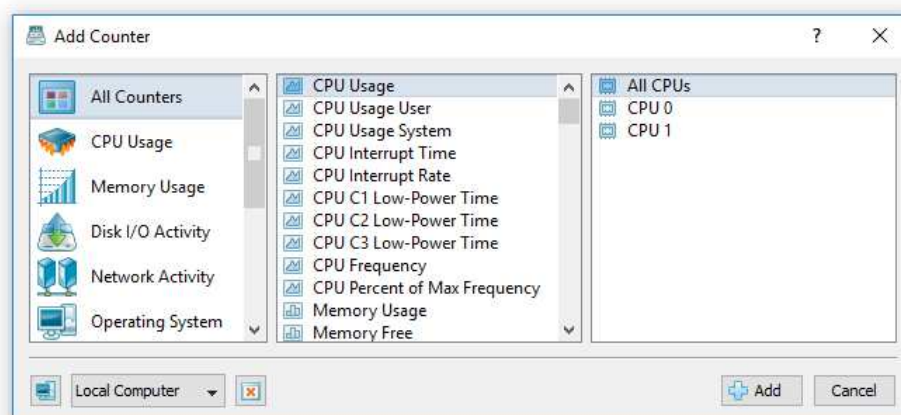 Add Counter
?
All Counters
CPU Usage
Memory Usage
Disk I/O Activity
Network Activity
Operating System
CPU Usage
CPU Usage User
CPU Usage System
CPU Interrupt Time
CPU Interrupt Rate
CPU C1 Low-Power Time
CPU C2 Low-Power Time
CPU C3 Low-Power Time
CPU Frequency
CPU Percent of Max Frequency
Memory Usage
Memory Free
All CPUs
CPU 0
CPU 1
Local Computer
Add
Cancel